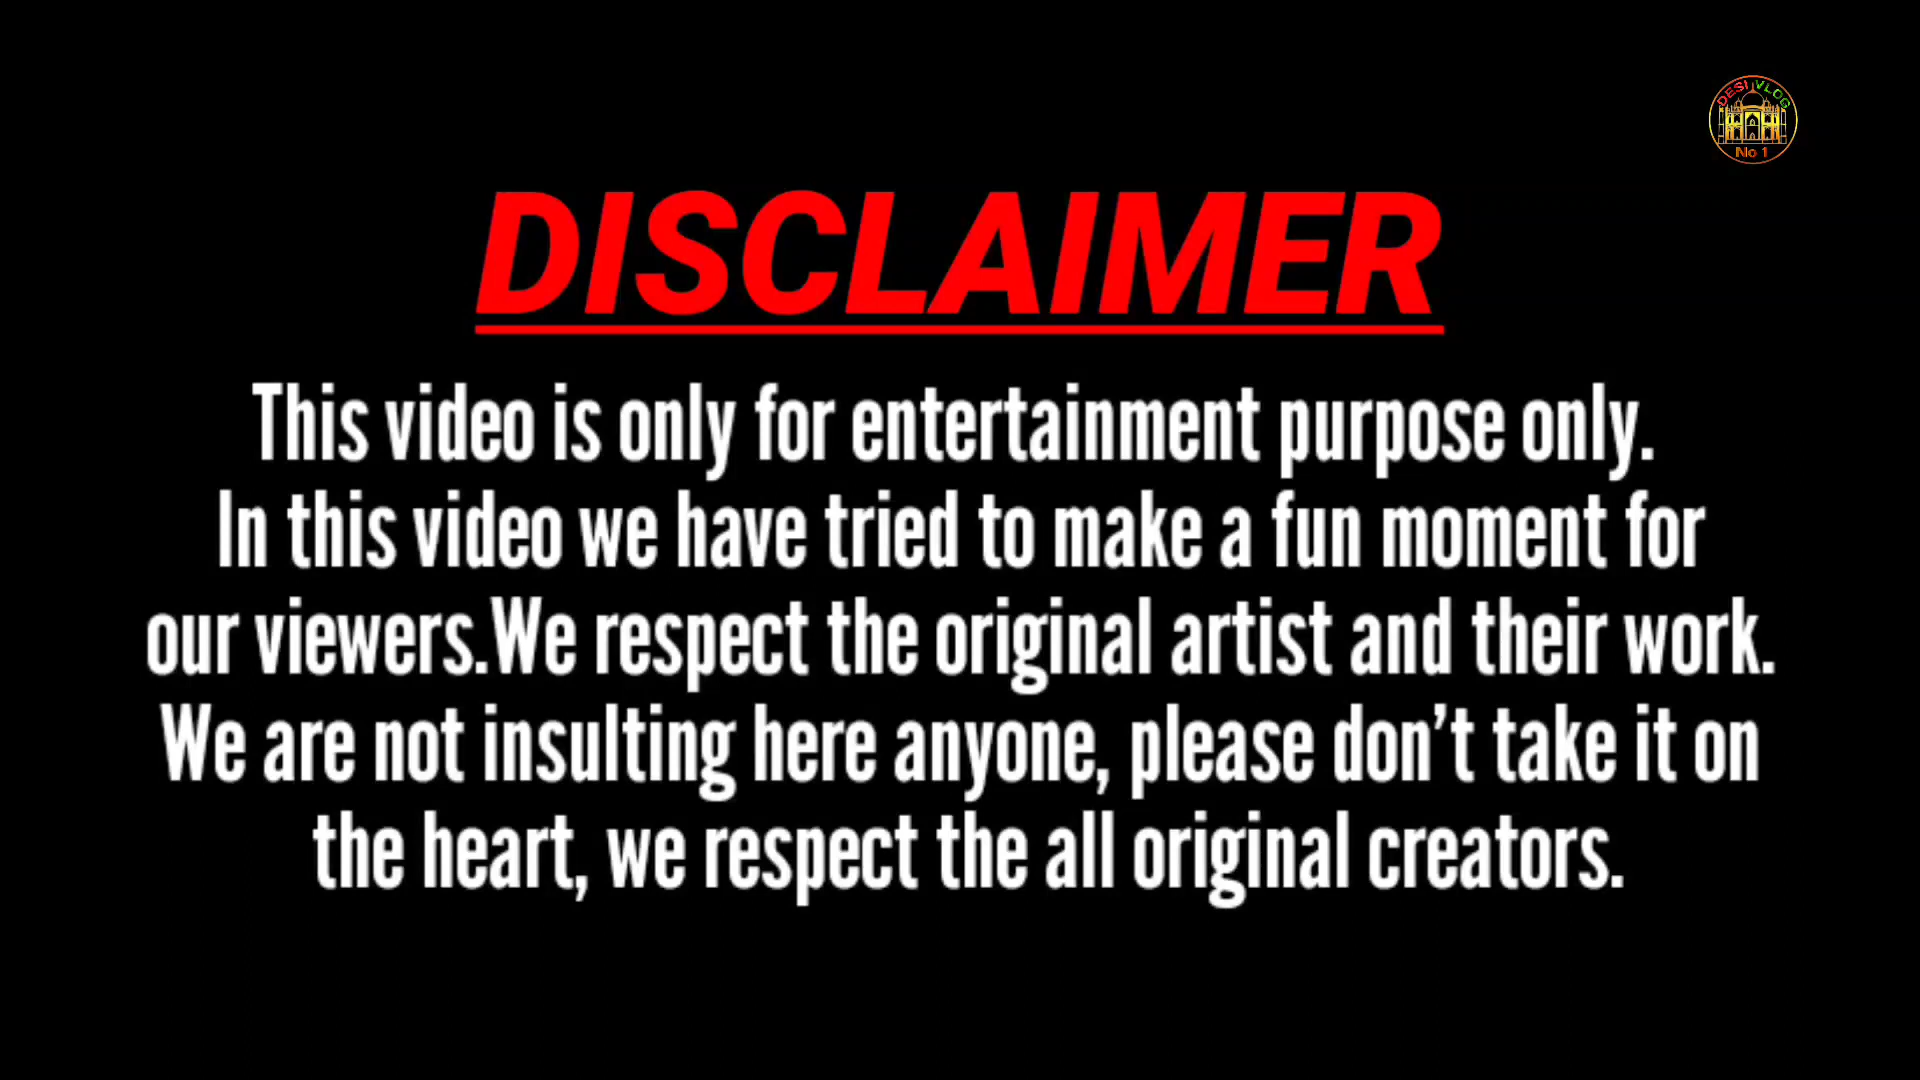 DESI VLOG
No 1
DISCLAIMER
This video is only for entertainment purpose only.
In this video we have tried to make a fun moment for
our viewers.We respect the original artist and their work.
We are not insulting here anyone, please don’t take it on
the heart, we respect the all original creators.